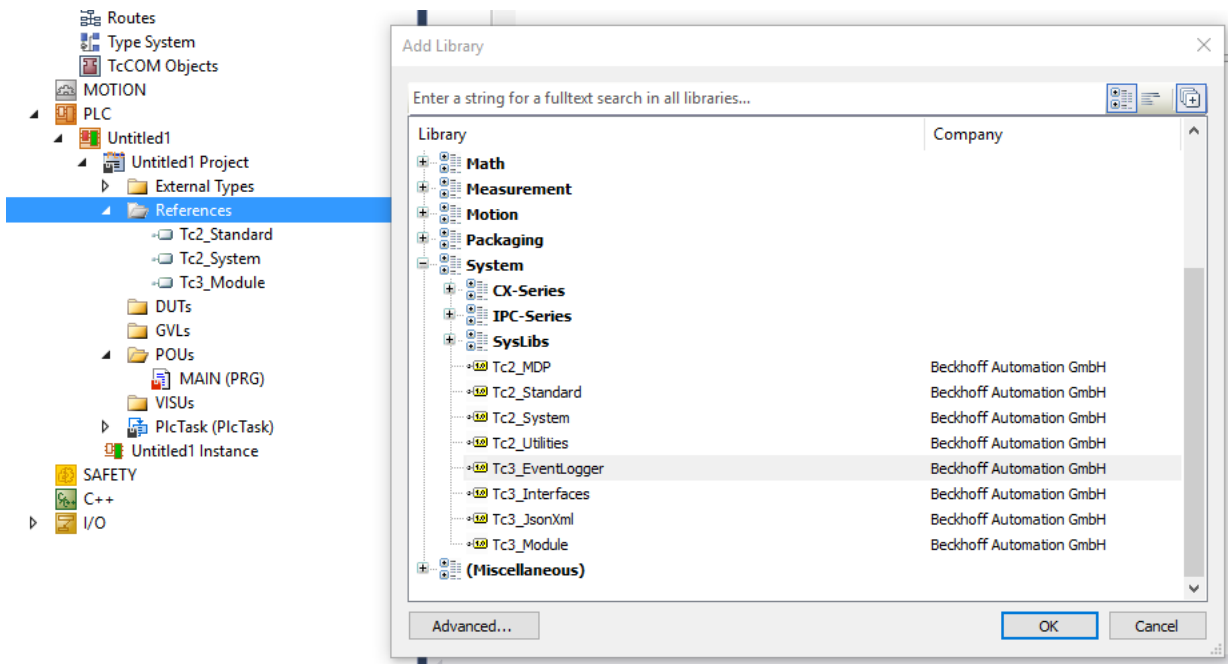 Routes
Type System
TcCOM Objects
MOTION
PLC
Untitled1
Untitled1 Project
External Types
References
Tc2_Standard
Tc2_System
Tc3_Module
DUTs
GVLs
POUs
MAIN (PRG)
VISUs
PlcTask (PlcTask)
Untitled1 Instance
SAFETY
C++
I/O
Add Library
Enter a string for a fulltext search in all libraries...
Library Company
Math
Measurement
Motion
Packaging
System
CX-Series
IPC-Series
SysLibs
Tc2_MDP Beckhoff Automation GmbH
Tc2_Standard Beckhoff Automation GmbH
Tc2_System Beckhoff Automation GmbH
Tc2_Utilities Beckhoff Automation GmbH
Tc3_EventLogger Beckhoff Automation GmbH
Tc3_Interfaces Beckhoff Automation GmbH
Tc3_JsonXml Beckhoff Automation GmbH
Tc3_Module Beckhoff Automation GmbH
(Miscellaneous)
Advanced... OK Cancel